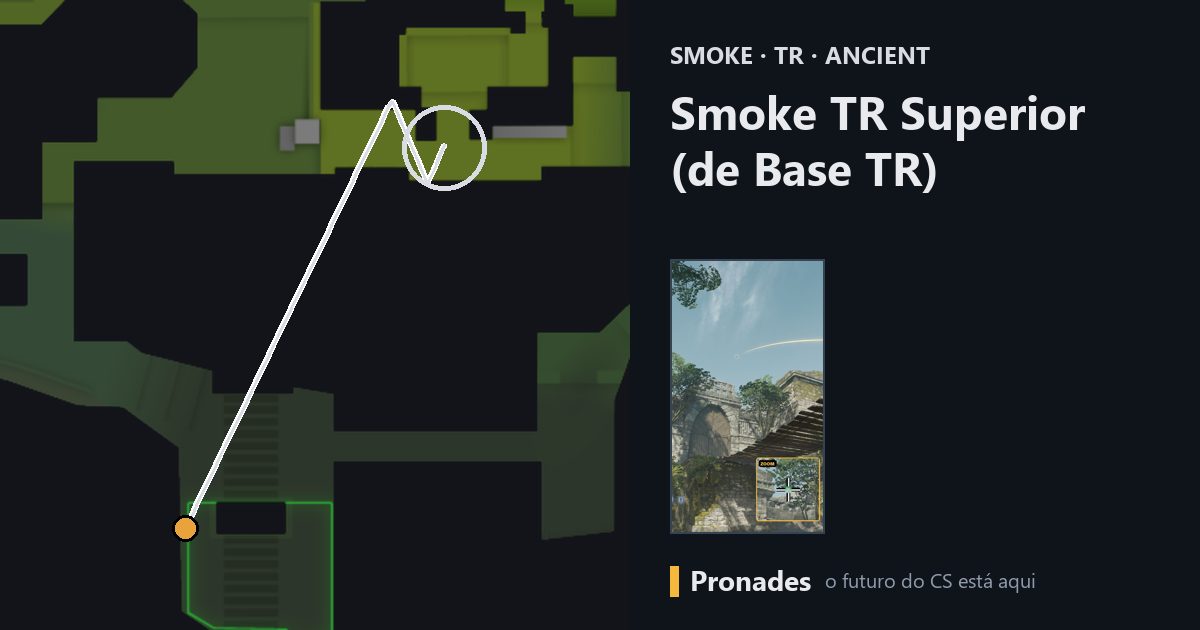 SMOKE · TR · ANCIENT
Smoke TR Superior
(de Base TR)
ZOOM
Pronades o futuro do CS está aqui